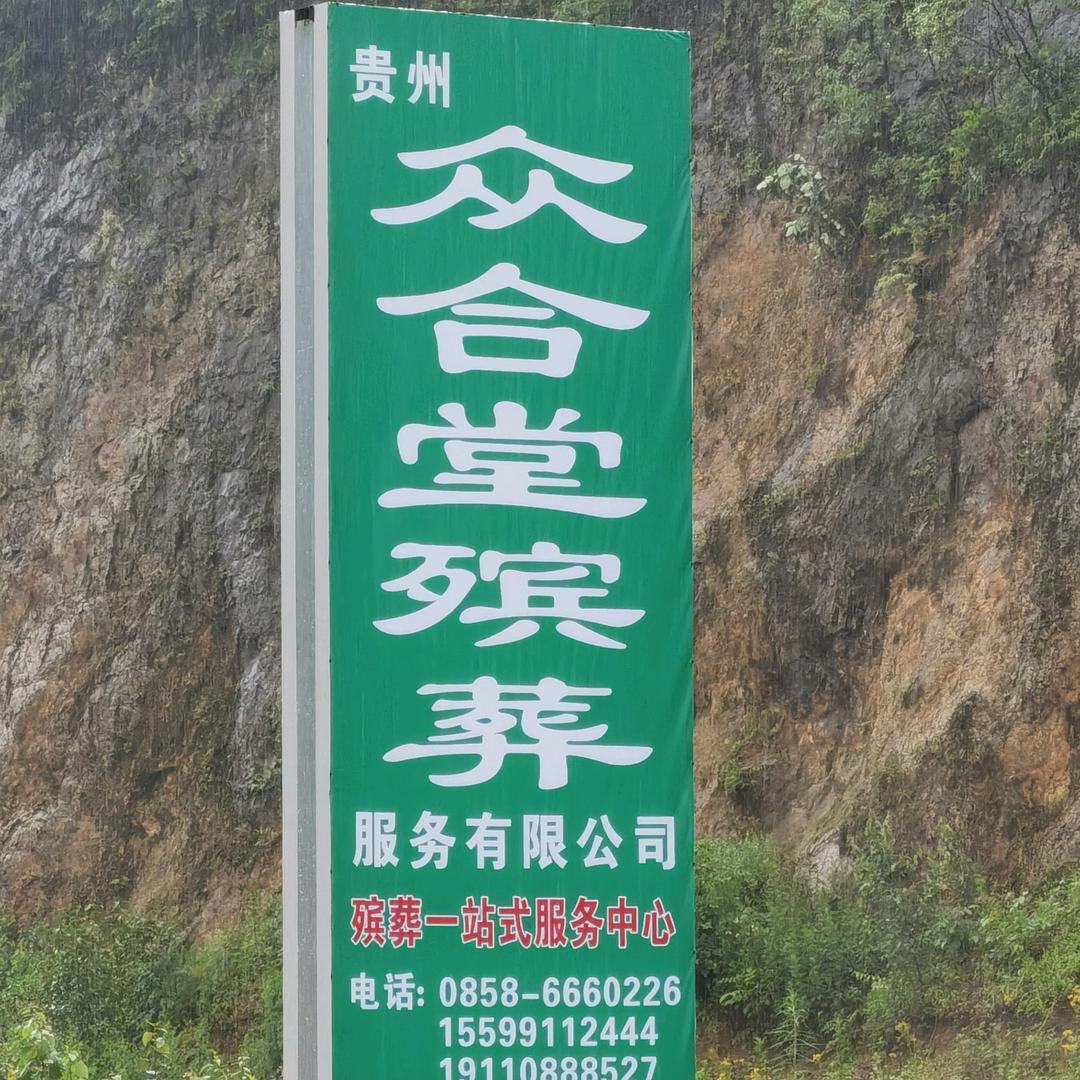 贵州
众合堂殡葬
服务有限公司
殡葬一站式服务中心
电话: 0858-6660226
15599112444
19110888527